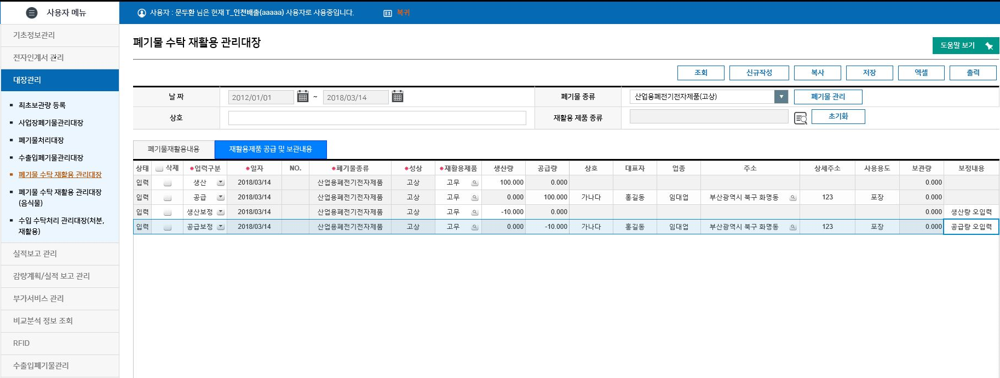 사용자 메뉴
사용자 : 문두환 님은 현재 T_인천배출(aaaaa) 사용자로 사용중입니다.
복귀
기초정보관리
전자인계서 관리
대장관리
최초보관량 등록
사업장폐기물관리대장
폐기물처리대장
수출입폐기물관리대장
폐기물 수탁 재활용 관리대장
폐기물 수탁 재활용 관리대장
(음식물)
수입 수탁처리 관리대장(처분,
재활용)
실적보고 관리
감량계획/실적 보고 관리
부가서비스 관리
비교분석 정보 조회
RFID
수출입폐기물관리
폐기물 수탁 재활용 관리대장
도움말 보기
조회 신규작성 복사 저장 엑셀 출력
날 짜 2012/01/01 ~ 2018/03/14 폐기물 종류 산업용폐전기전자제품(고상) 폐기물 관리
상호 재활용 제품 종류 초기화
폐기물재활용내용 재활용제품 공급 및 보관내용
상태 삭제 *입력구분 *일자 NO. *폐기물종류 *성상 *재활용제품 생산량 공급량 상호 대표자 업종 주소 상세주소 사용용도 보관량 보정내용
입력 생산 2018/03/14 산업용폐전기전자제품 고상 고무 100.000 0.000 0.000
입력 공급 2018/03/14 산업용폐전기전자제품 고상 고무 0.000 100.000 가나다 홍길동 임대업 부산광역시 북구 화명동 123 포장 0.000
입력 생산보정 2018/03/14 산업용폐전기전자제품 고상 고무 -10.000 0.000 0.000 생산량 오입력
입력 공급보정 2018/03/14 산업용폐전기전자제품 고상 고무 0.000 -10.000 가나다 홍길동 임대업 부산광역시 북구 화명동 123 포장 0.000 공급량 오입력